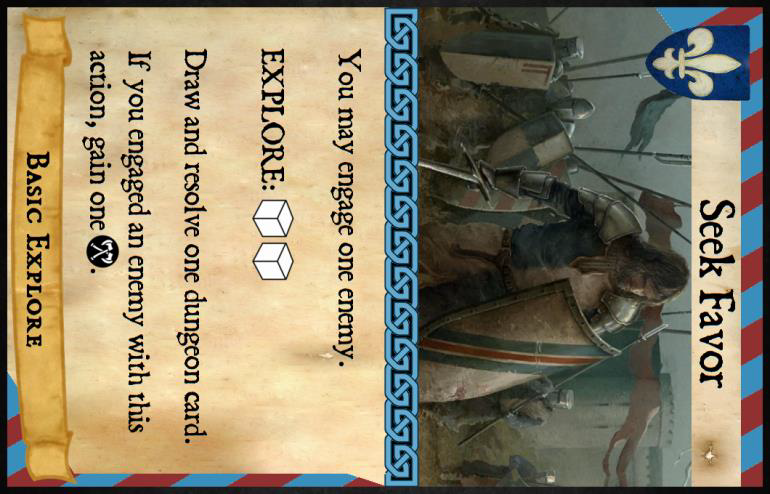 Seek Favor
You may engage one enemy.
EXPLORE:
Draw and resolve one dungeon card.
If you engaged an enemy with this
action, gain one .
BASIC EXPLORE